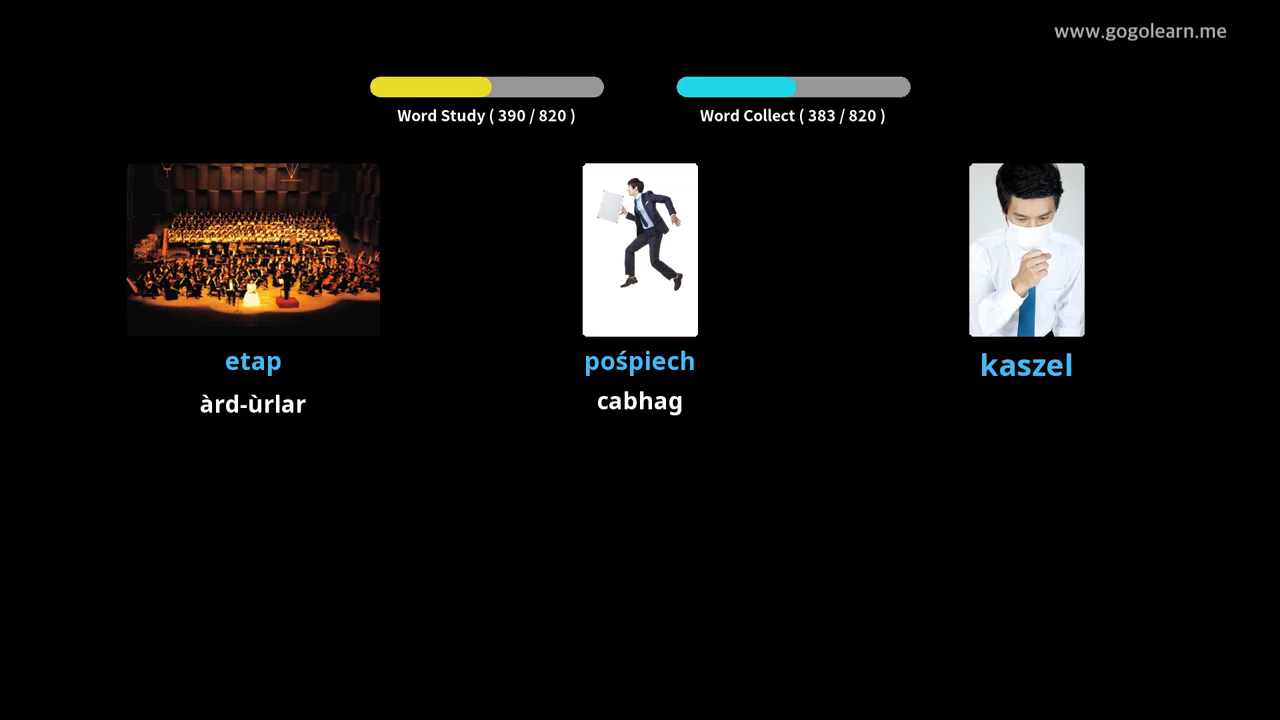 www.gogolearn.me
Word Study ( 390 / 820 )
Word Collect ( 383 / 820 )
etap
pośpiech
kaszel
àrd-ùrlar
cabhag